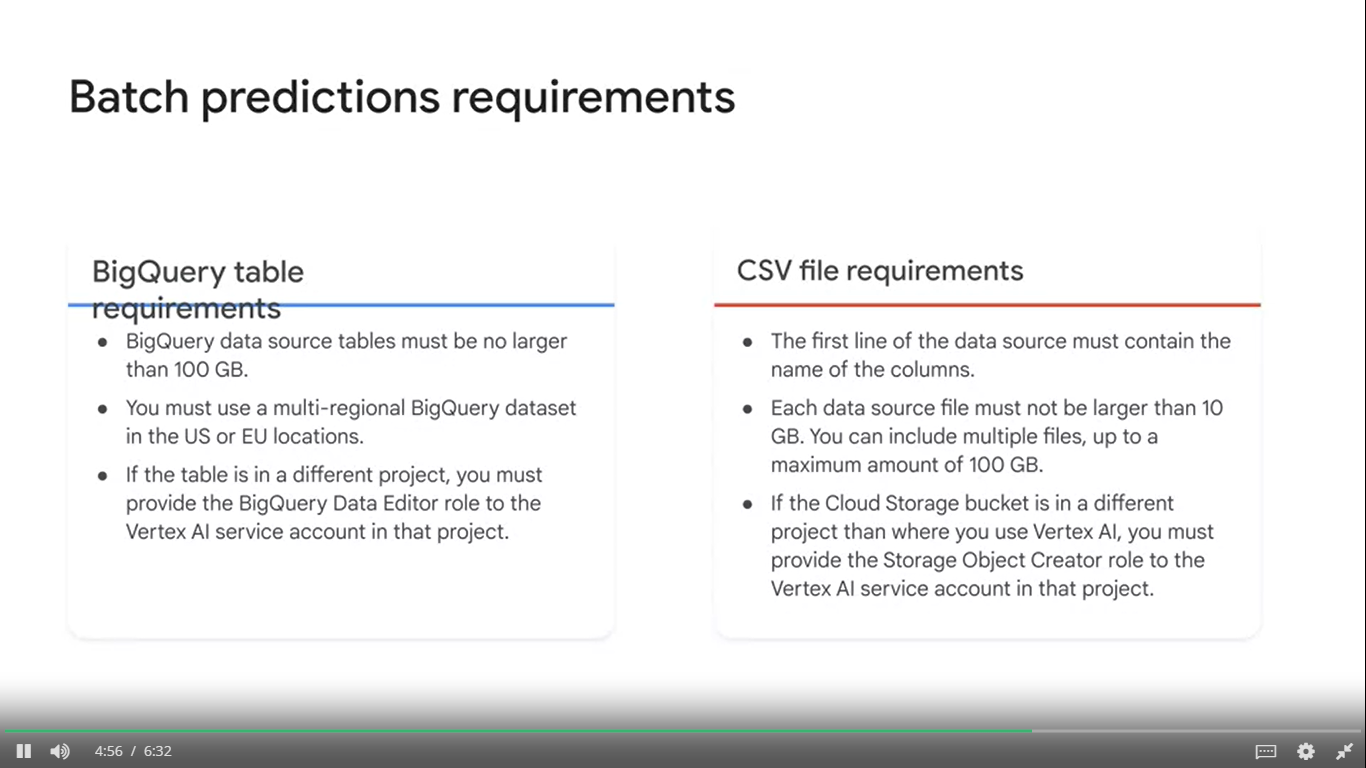 Batch predictions requirements
BigQuery table
requirements
● BigQuery data source tables must be no larger
than 100 GB.
● You must use a multi-regional BigQuery dataset
in the US or EU locations.
● If the table is in a different project, you must
provide the BigQuery Data Editor role to the
Vertex AI service account in that project.
CSV file requirements
● The first line of the data source must contain the
name of the columns.
● Each data source file must not be larger than 10
GB. You can include multiple files, up to a
maximum amount of 100 GB.
● If the Cloud Storage bucket is in a different
project than where you use Vertex AI, you must
provide the Storage Object Creator role to the
Vertex AI service account in that project.
4:56 / 6:32